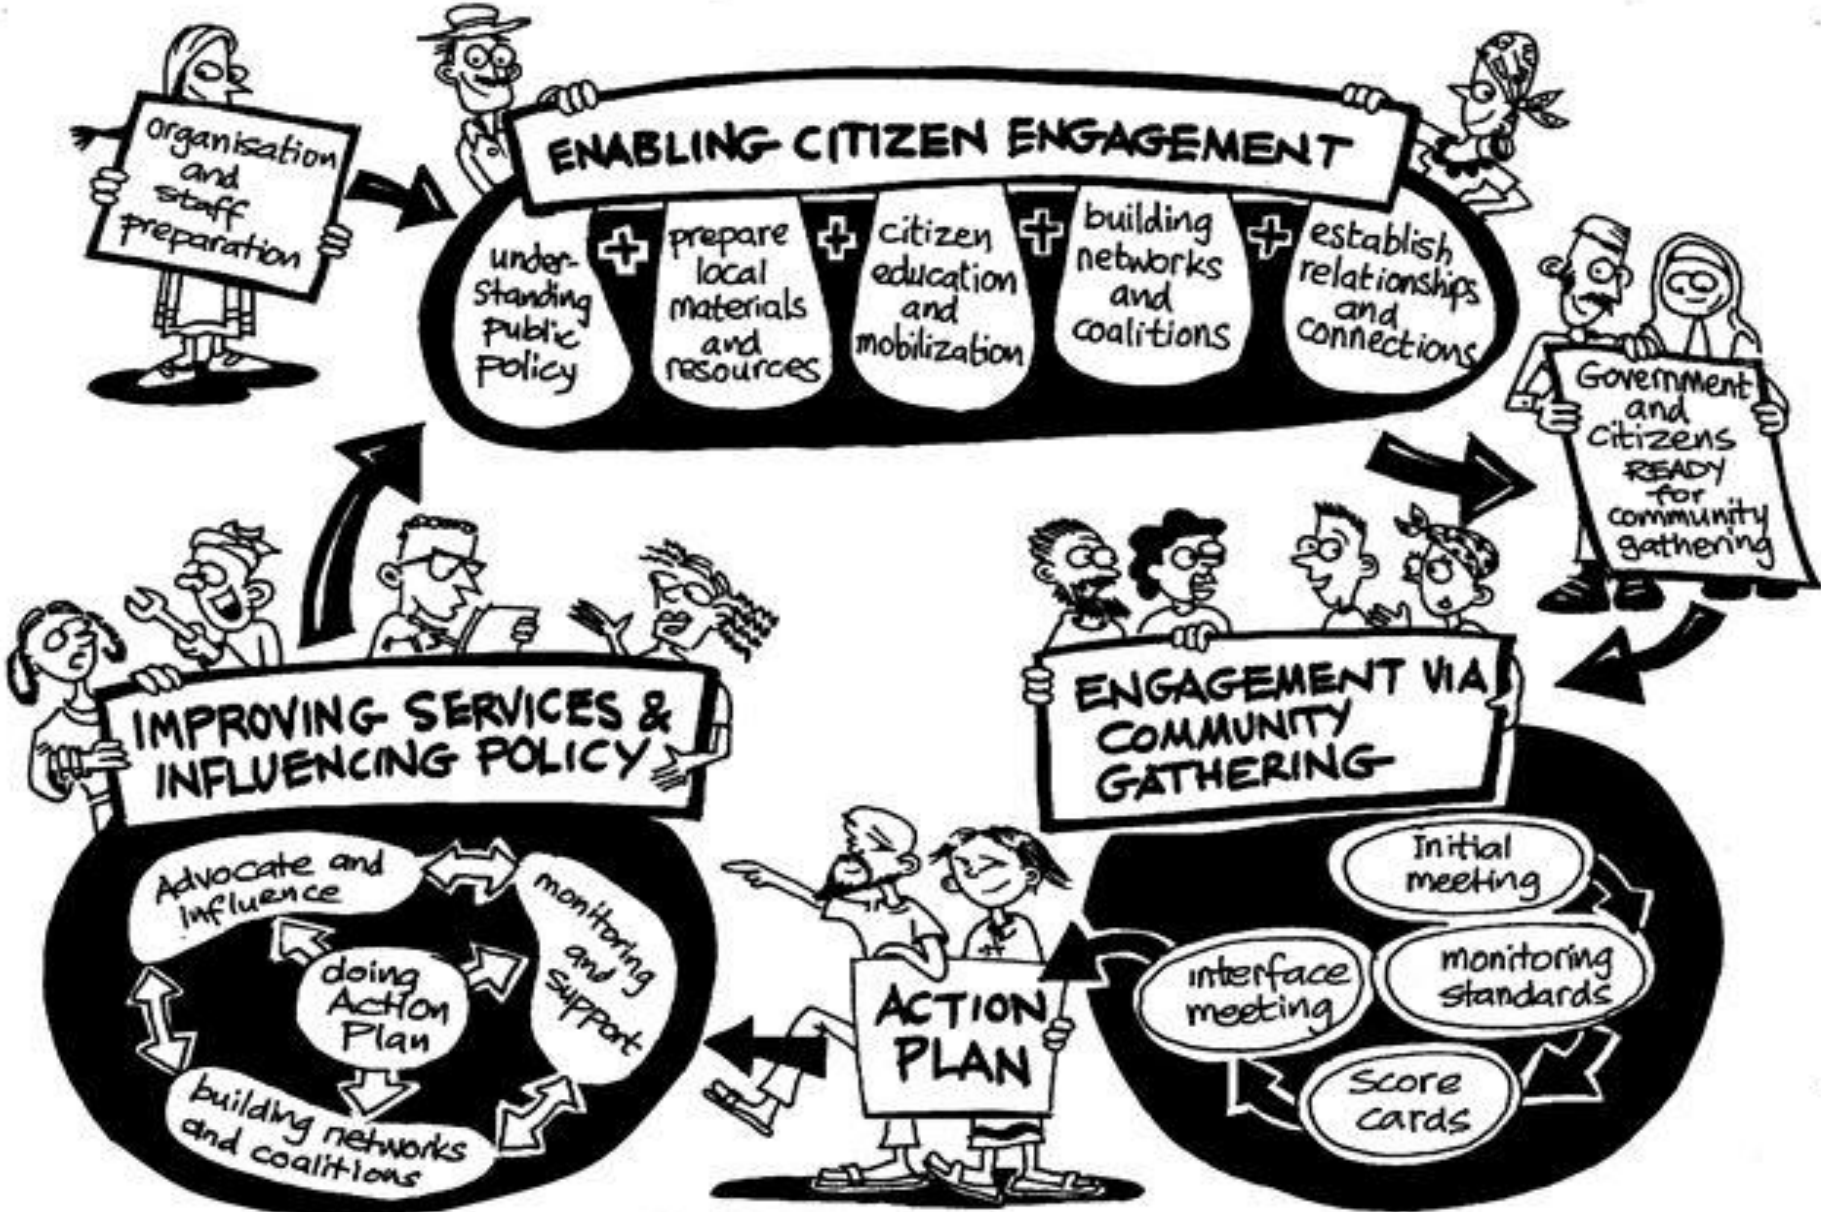 organisation
and
staff
preparation
ENABLING CITIZEN ENGAGEMENT
under-
standing
public
policy
+
prepare
local
materials
and
resources
+
citizen
education
and
mobilization
+
building
networks
and
coalitions
+
establish
relationships
and
connections
Government
and
citizens
READY
for
community
gathering
ENGAGEMENT VIA
COMMUNITY
GATHERING
Initial
meeting
monitoring
standards
Score
cards
interface
meeting
ACTION
PLAN
IMPROVING SERVICES &
INFLUENCING POLICY
Advocate and
influence
monitoring
and
support
doing
Action
Plan
building networks
and coalitions